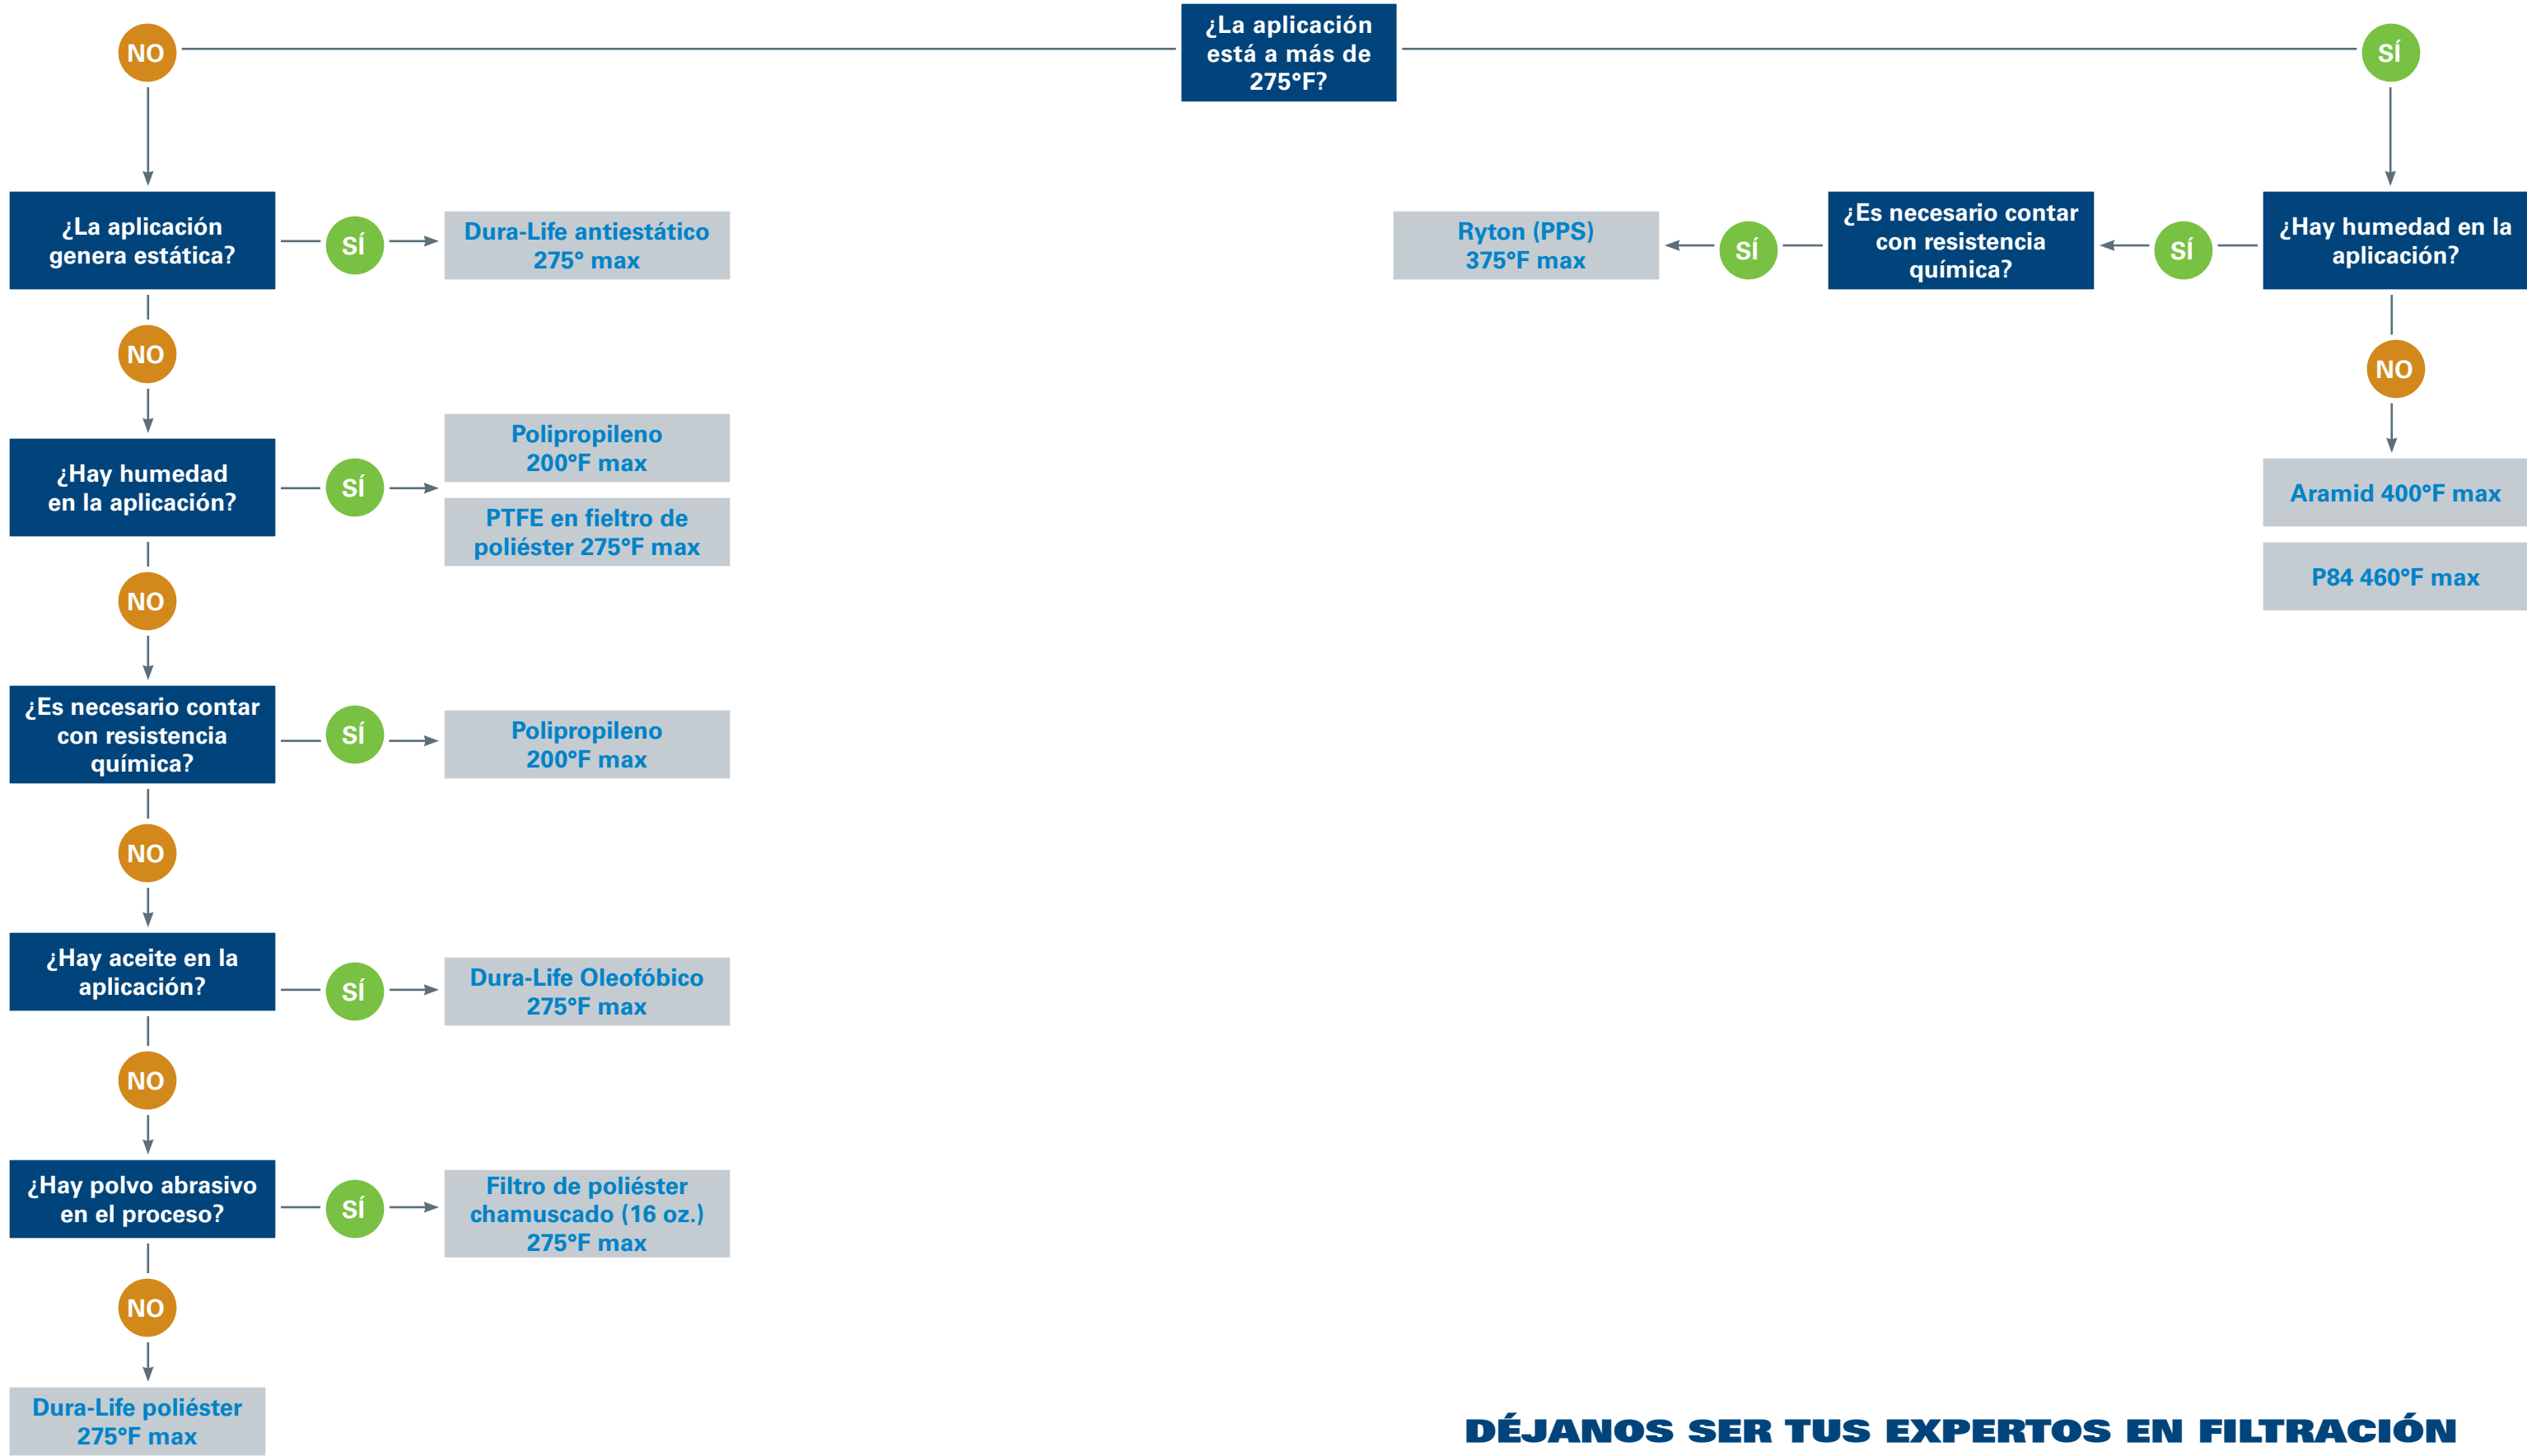 ¿La aplicación
está a más de
275°F?
NO
SÍ
¿La aplicación
genera estática?
SÍ
Dura-Life antiestático
275° max
Ryton (PPS)
375°F max
SÍ
¿Es necesario contar
con resistencia
química?
SÍ
¿Hay humedad en la
aplicación?
NO
NO
¿Hay humedad
en la aplicación?
SÍ
Polipropileno
200°F max
PTFE en fieltro de
poliéster 275°F max
Aramid 400°F max
P84 460°F max
NO
¿Es necesario contar
con resistencia
química?
SÍ
Polipropileno
200°F max
NO
¿Hay aceite en la
aplicación?
SÍ
Dura-Life Oleofóbico
275°F max
NO
¿Hay polvo abrasivo
en el proceso?
SÍ
Filtro de poliéster
chamuscado (16 oz.)
275°F max
NO
Dura-Life poliéster
275°F max
DÉJANOS SER TUS EXPERTOS EN FILTRACIÓN